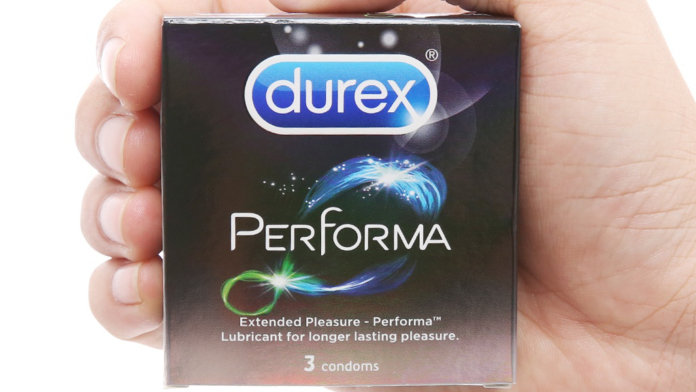 durex®
PERFORMA
Extended Pleasure - Performa™
Lubricant for longer lasting pleasure.
3 condoms